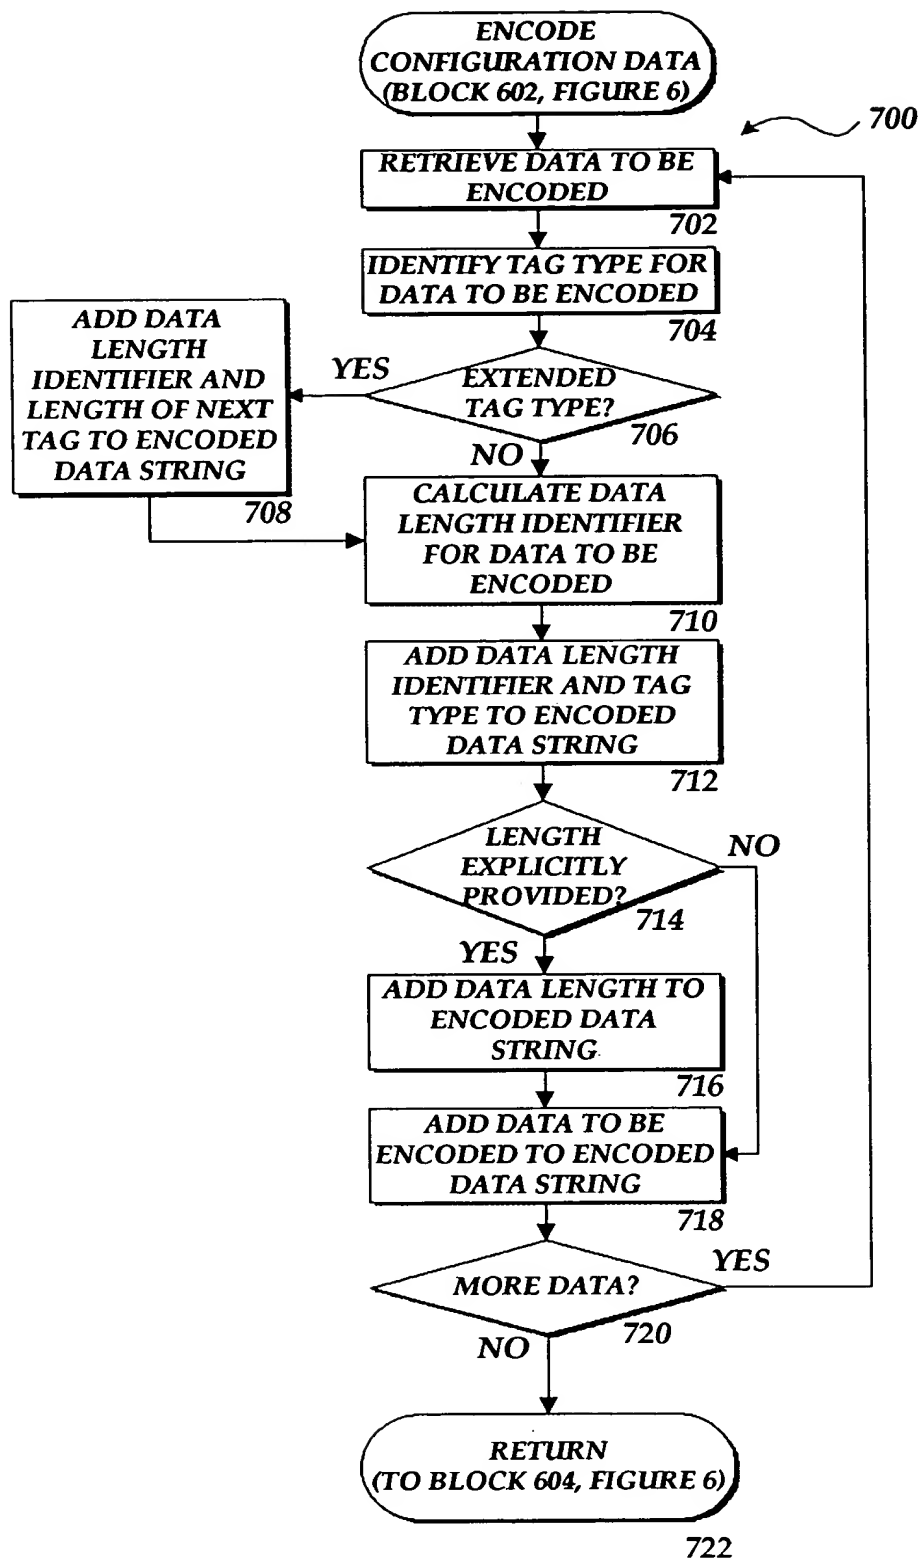 ENCODE
CONFIGURATION DATA
(BLOCK 602, FIGURE 6)
700
RETRIEVE DATA TO BE
ENCODED
702
IDENTIFY TAG TYPE FOR
DATA TO BE ENCODED
704
EXTENDED
TAG TYPE?
706
YES
NO
ADD DATA
LENGTH
IDENTIFIER AND
LENGTH OF NEXT
TAG TO ENCODED
DATA STRING
708
CALCULATE DATA
LENGTH IDENTIFIER
FOR DATA TO BE
ENCODED
710
ADD DATA LENGTH
IDENTIFIER AND TAG
TYPE TO ENCODED
DATA STRING
712
LENGTH
EXPLICITLY
PROVIDED?
714
NO
YES
ADD DATA LENGTH TO
ENCODED DATA
STRING
716
ADD DATA TO BE
ENCODED TO ENCODED
DATA STRING
718
MORE DATA?
720
YES
NO
RETURN
(TO BLOCK 604, FIGURE 6)
722